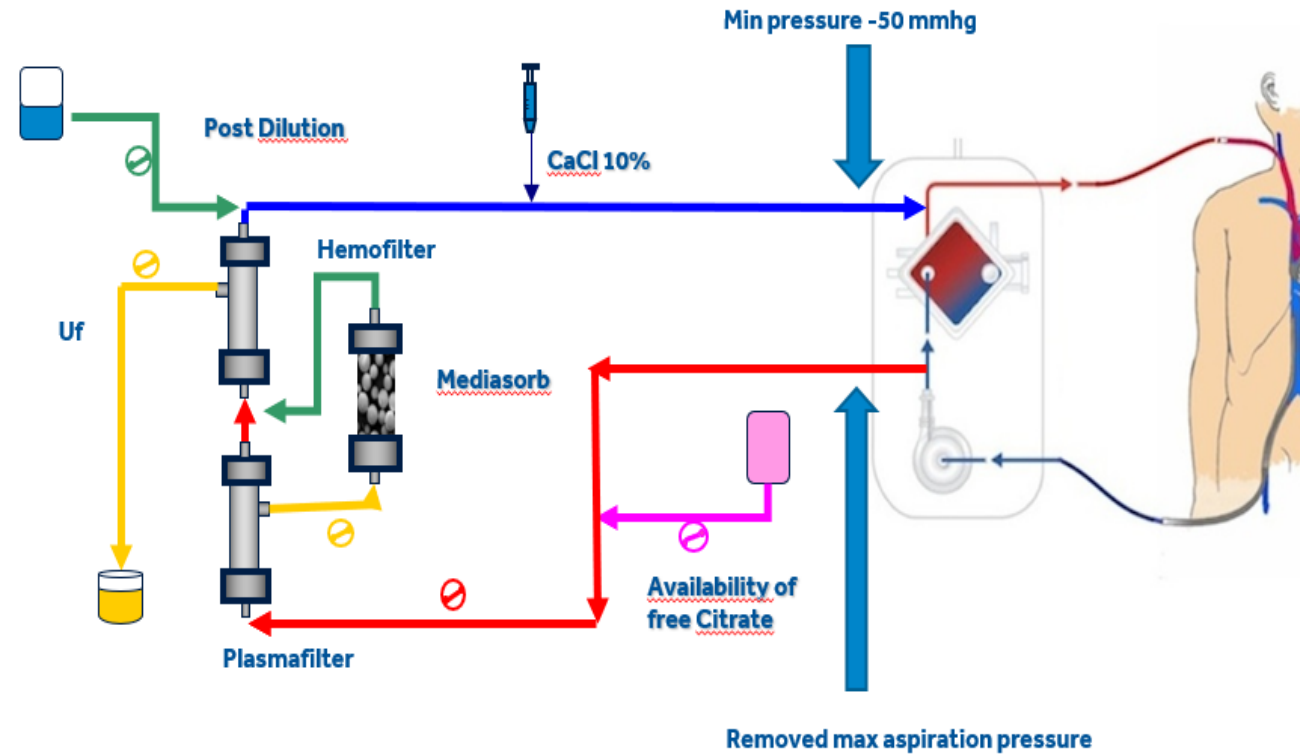 Min pressure -50 mmhg
Post Dilution
CaCl 10%
Hemofilter
Uf
Mediasorb
Availability of
free Citrate
Plasmafilter
Removed max aspiration pressure